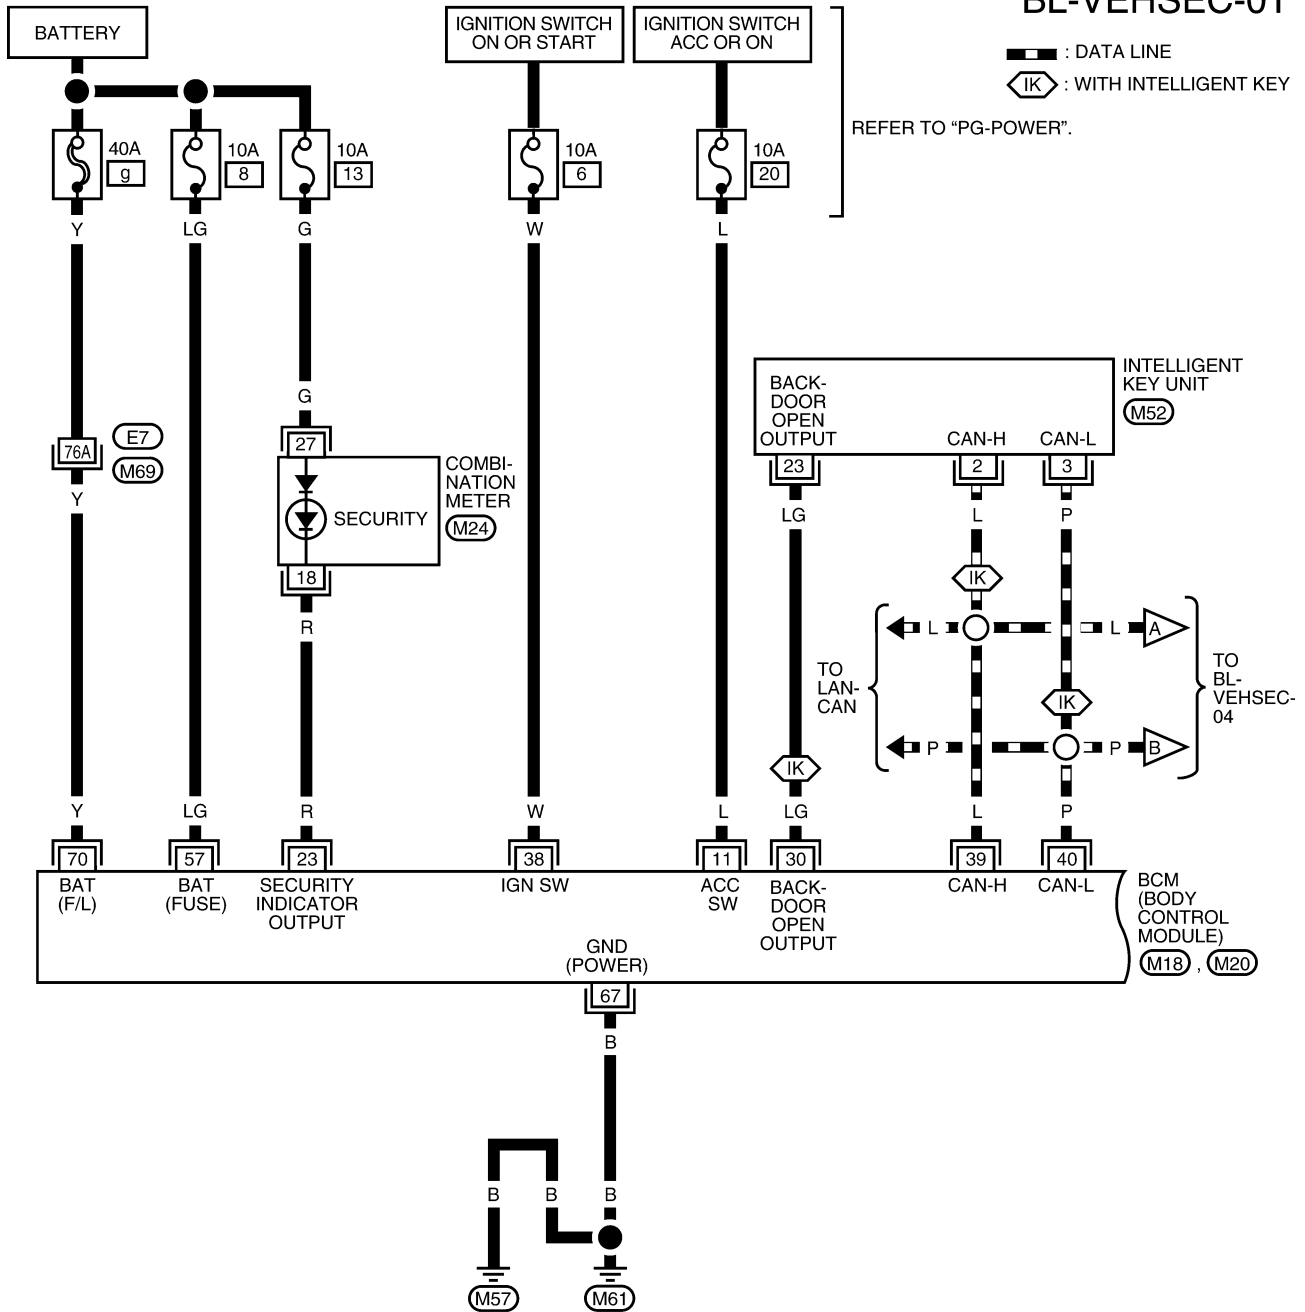 BL-VEHSEC-01
BATTERY
IGNITION SWITCH
ON OR START
IGNITION SWITCH
ACC OR ON
: DATA LINE
IK : WITH INTELLIGENT KEY
REFER TO “PG-POWER”.
40A
g
10A
8
10A
13
10A
6
10A
20
Y
LG
G
W
L
G
27
76A
E7
M69
Y
COMBI-
NATION
METER
M24
SECURITY
18
R
INTELLIGENT
KEY UNIT
M52
BACK-
DOOR
OPEN
OUTPUT
CAN-H
CAN-L
23
2
3
LG
L
P
IK
L
L
A
TO
LAN-
CAN
TO
BL-
VEHSEC-
04
IK
P
P
B
IK
Y
LG
R
W
L
LG
L
P
70
57
23
38
11
30
39
40
BAT
(F/L)
BAT
(FUSE)
SECURITY
INDICATOR
OUTPUT
IGN SW
ACC
SW
BACK-
DOOR
OPEN
OUTPUT
CAN-H
CAN-L
BCM
(BODY
CONTROL
MODULE)
M18 , M20
GND
(POWER)
67
B
B
B
B
M57
M61